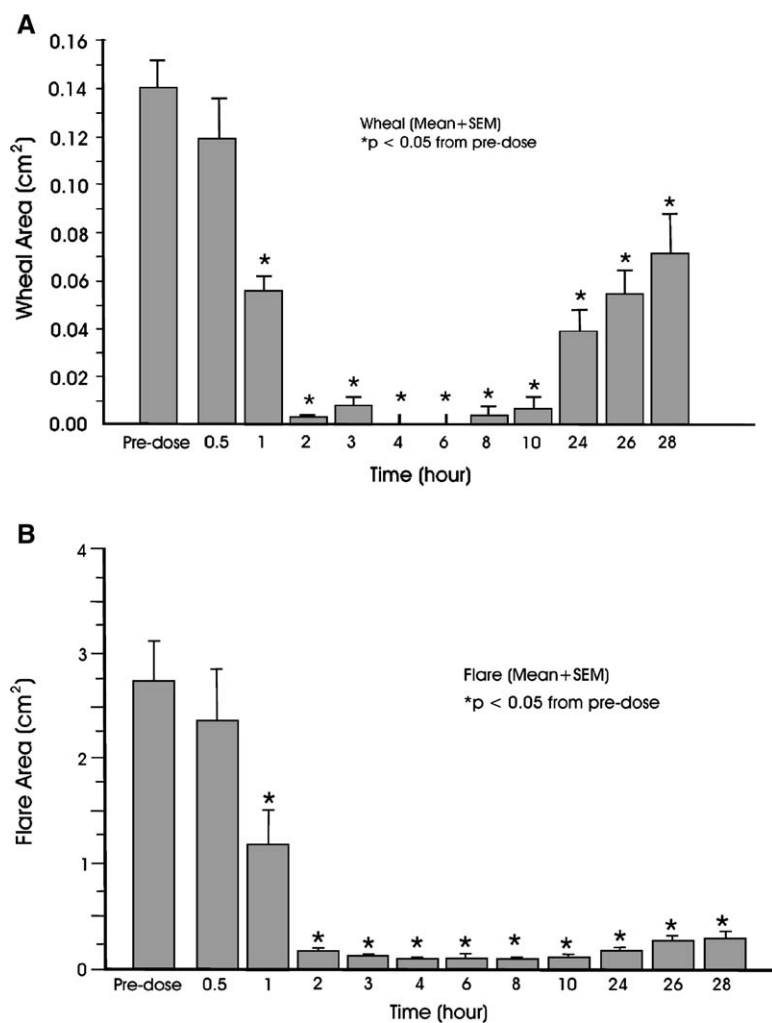 A
0.16
0.14
0.12
0.10
0.08
0.06
0.04
0.02
0.00
Wheal Area (cm²)
Wheal (Mean+SEM)
*p < 0.05 from pre-dose
* * * * * * * * * *
Pre-dose 0.5 1 2 3 4 6 8 10 24 26 28
Time (hour)
B
4
3
2
1
0
Flare Area (cm²)
Flare (Mean+SEM)
*p < 0.05 from pre-dose
* * * * * * * * * *
Pre-dose 0.5 1 2 3 4 6 8 10 24 26 28
Time (hour)